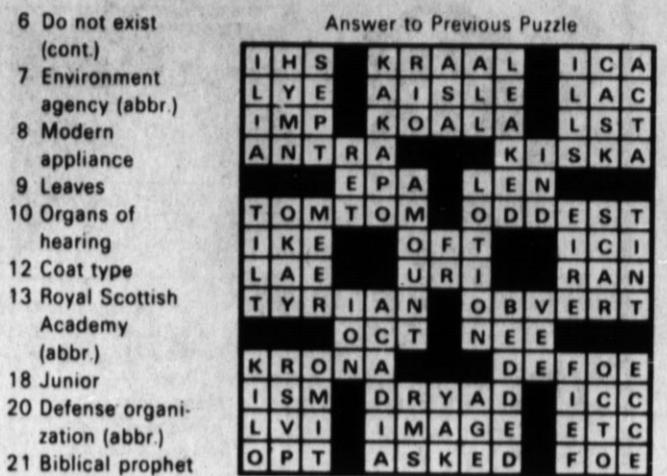 6 Do not exist
(cont.)
7 Environment
agency (abbr.)
8 Modern
appliance
9 Leaves
10 Organs of
hearing
12 Coat type
13 Royal Scottish
Academy
(abbr.)
18 Junior
20 Defense organi-
zation (abbr.)
21 Biblical prophet
Answer to Previous Puzzle
I H S K R A A L I C A
L Y E A I S L E L A C
I M P K O A L A L S T
A N T R A K I S K A
E P A L E N
T O M T O M O D D E S T
I K E O F T I C I
L A E U R I R A N
T Y R I A N O B V E R T
O C T N E E
K R O N A D E F O E
I S M D R Y A D I C C
L V I I M A G E E T C
O P T A S K E D F O E